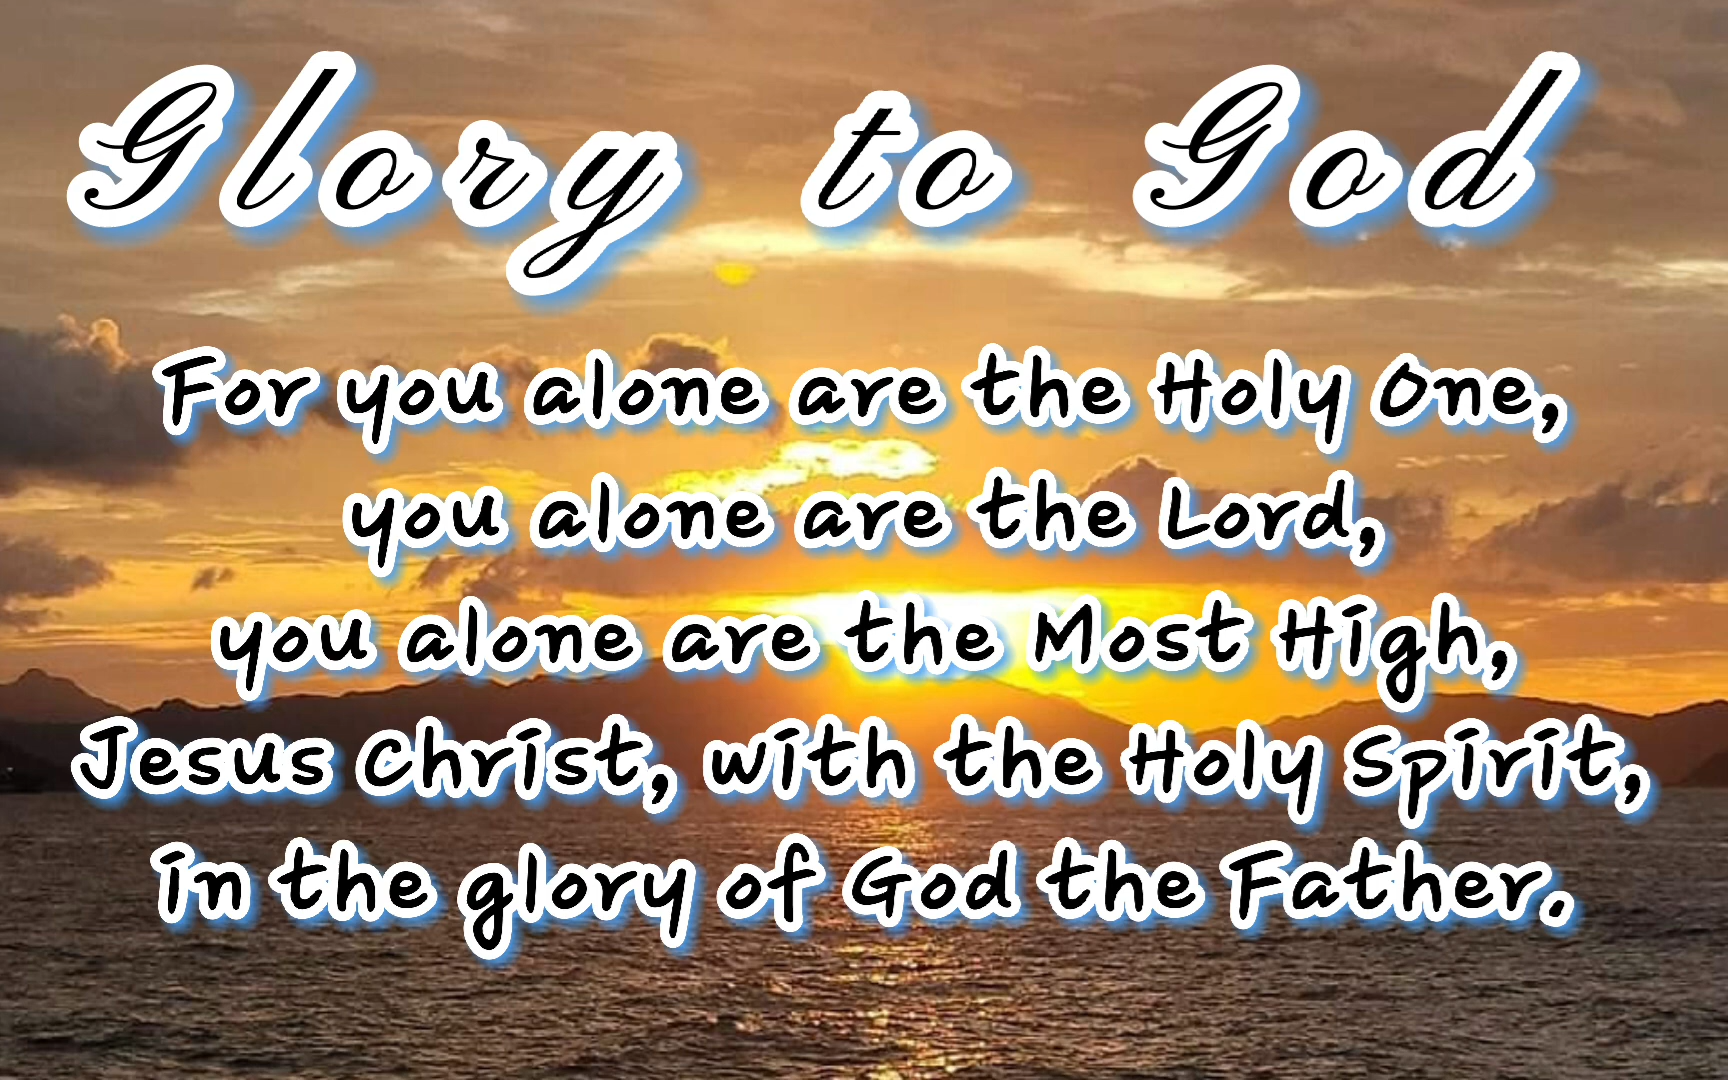 Glory to God
For you alone are the Holy One,
you alone are the Lord,
you alone are the Most High,
Jesus Christ, with the Holy Spirit,
in the glory of God the Father.